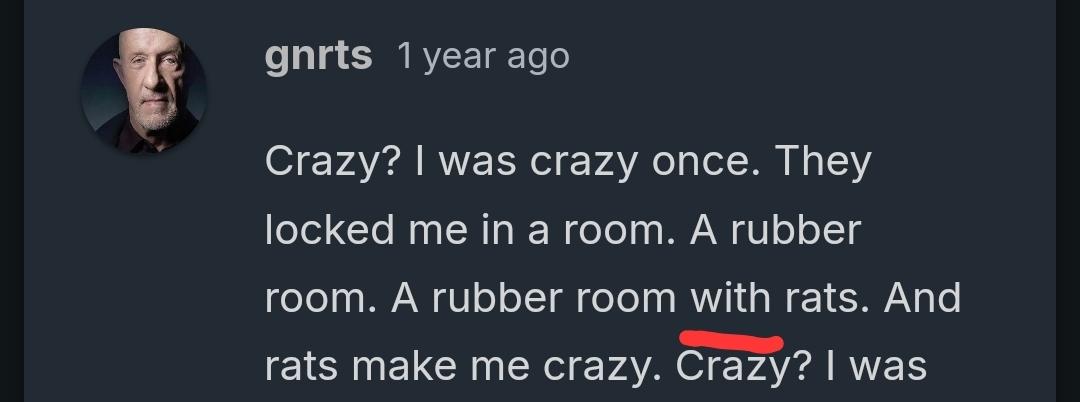 gnrts 1 year ago
Crazy? I was crazy once. They
locked me in a room. A rubber
room. A rubber room with rats. And
rats make me crazy. Crazy? I was